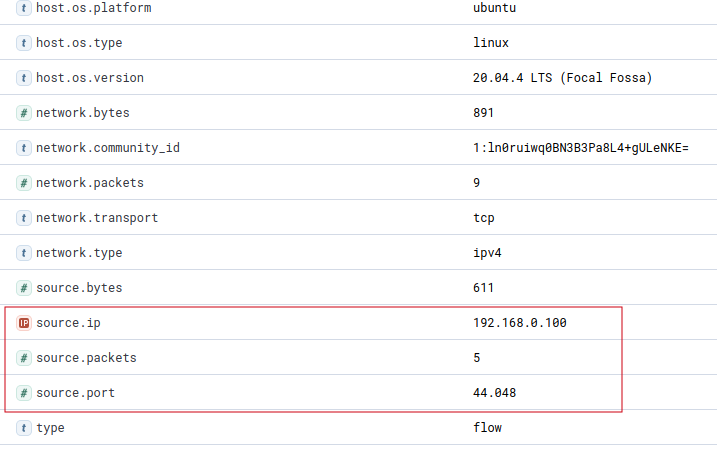 t host.os.platform ubuntu
t host.os.type linux
t host.os.version 20.04.4 LTS (Focal Fossa)
# network.bytes 891
t network.community_id 1:ln0ruiwq0BN3B3Pa8L4+gULeNKE=
# network.packets 9
t network.transport tcp
t network.type ipv4
# source.bytes 611
IP source.ip 192.168.0.100
# source.packets 5
# source.port 44.048
t type flow